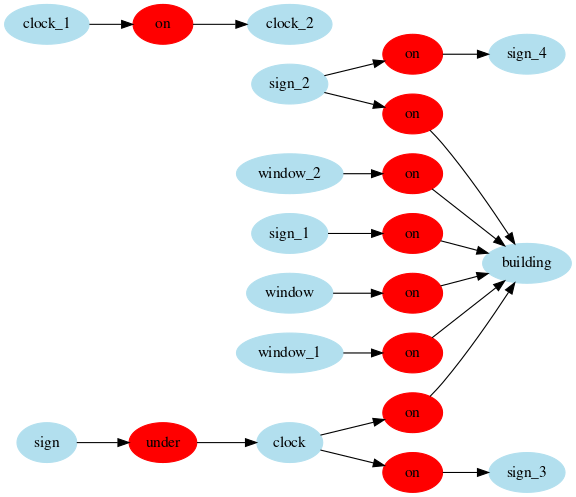 clock_1 on clock_2
on sign_4
sign_2
on
window_2 on
sign_1 on
building
window on
window_1 on
on
sign under clock
on sign_3